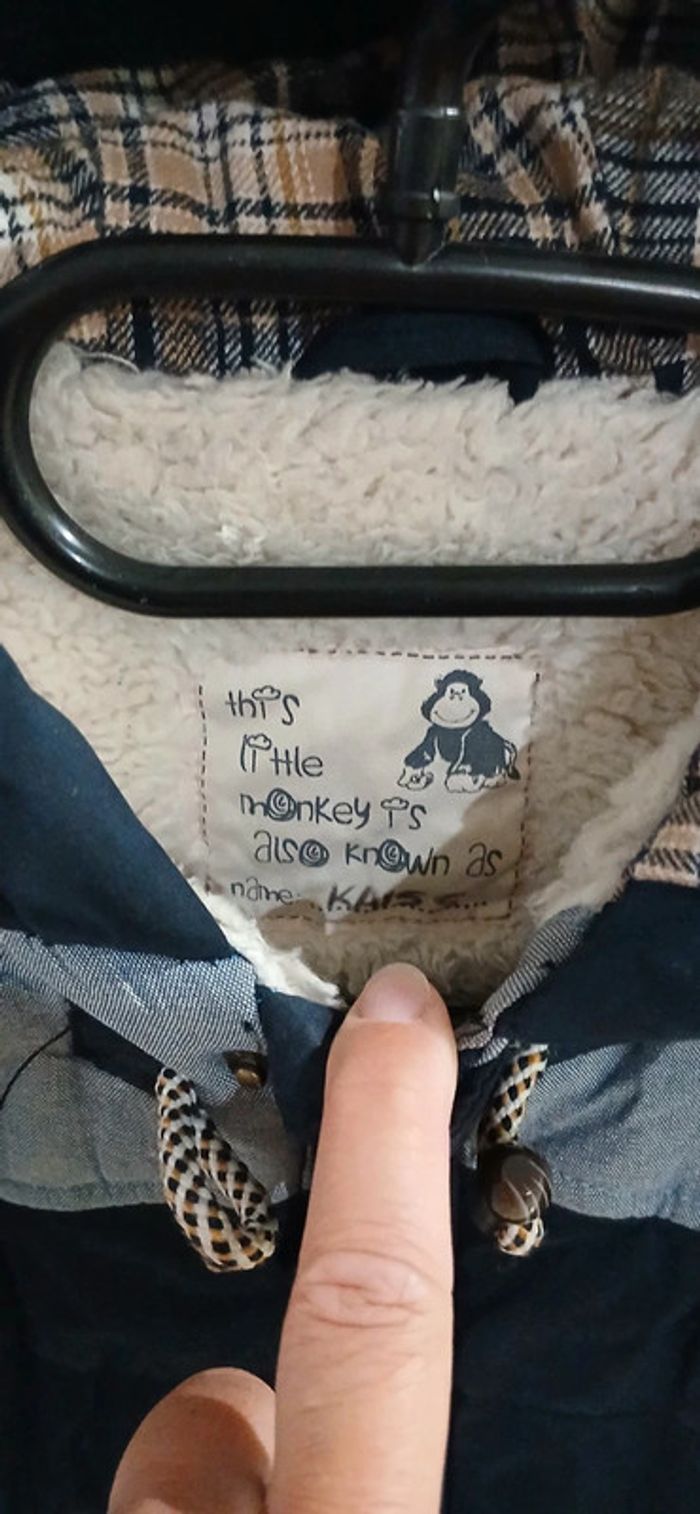 this
little
monkey is
also known as
name: